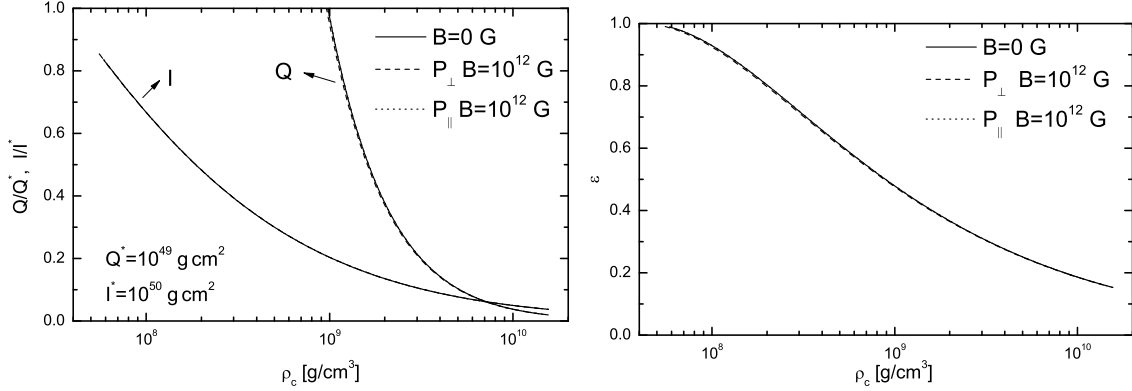 1.0
0.8
0.6
0.4
0.2
0.0
Q/Q*, I/I*
I
Q
B=0 G
P⊥ B=10¹² G
P∥ B=10¹² G
Q*=10⁴⁹ g cm²
I*=10⁵⁰ g cm²
10⁸ 10⁹ 10¹⁰
ρc [g/cm³]
1.0
0.8
0.6
0.4
0.2
0.0
ε
B=0 G
P⊥ B=10¹² G
P∥ B=10¹² G
10⁸ 10⁹ 10¹⁰
ρc [g/cm³]